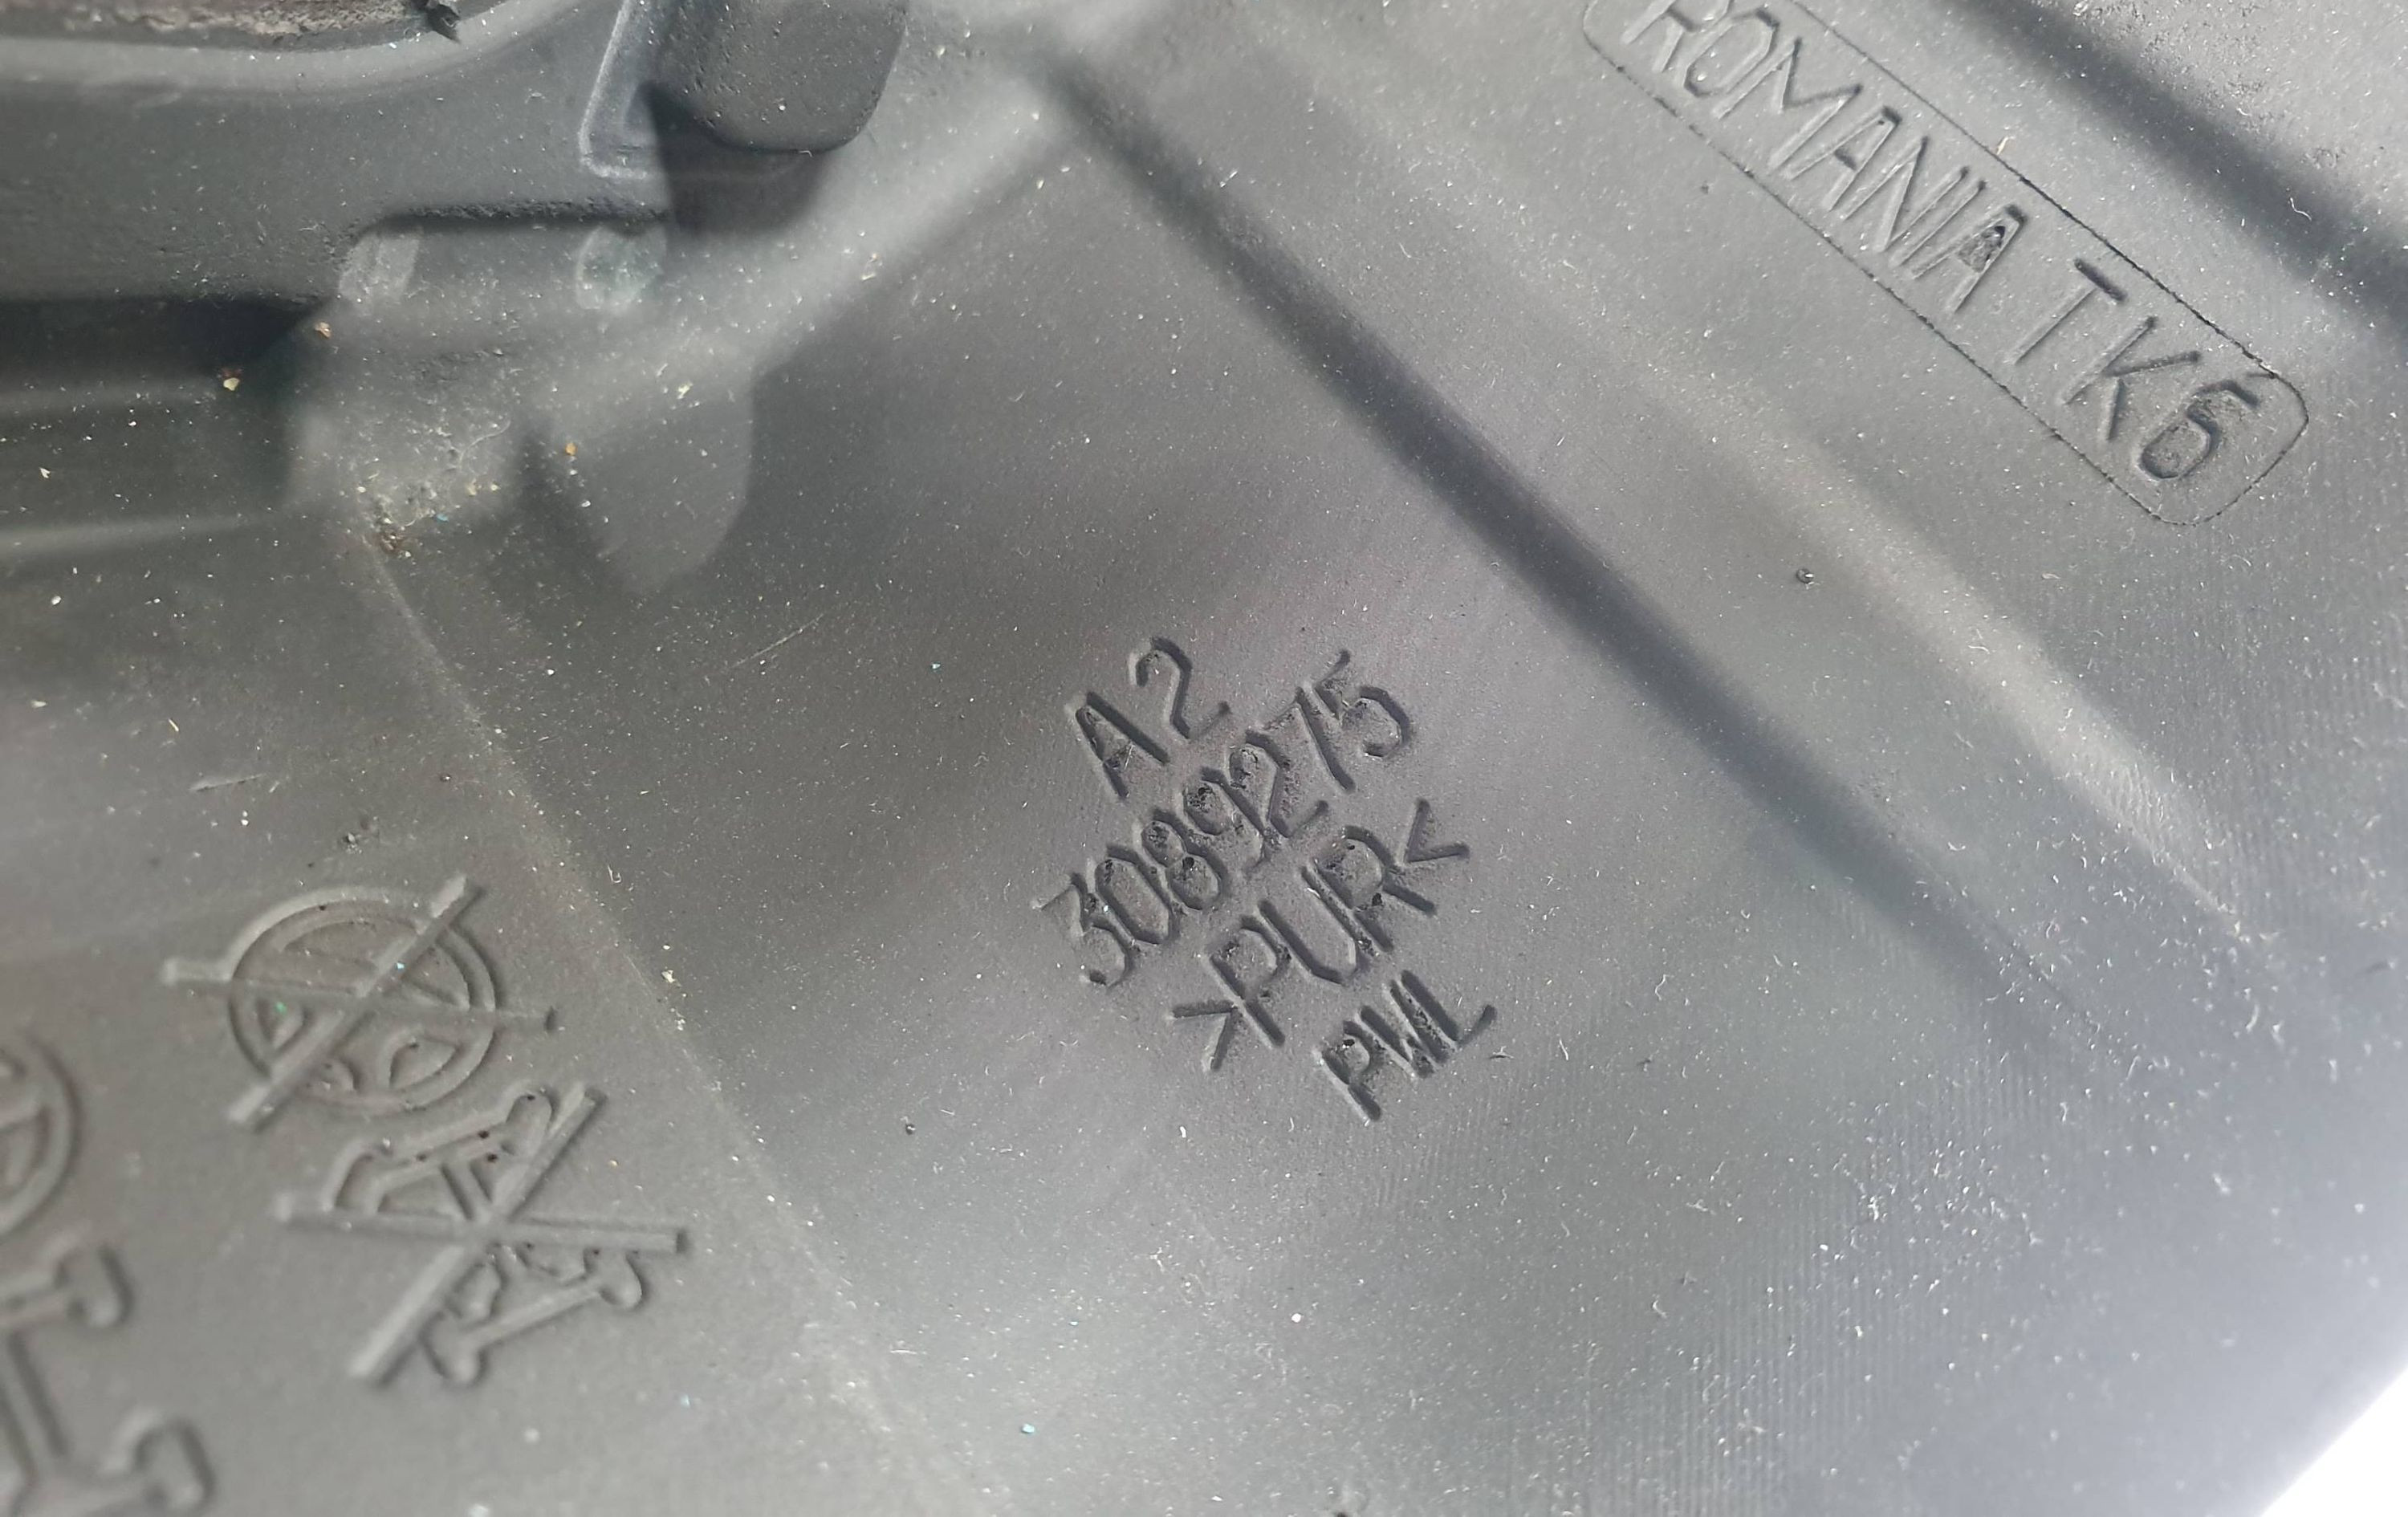 ROMANIA TK6
A2
3089275
>PUR<
PWL